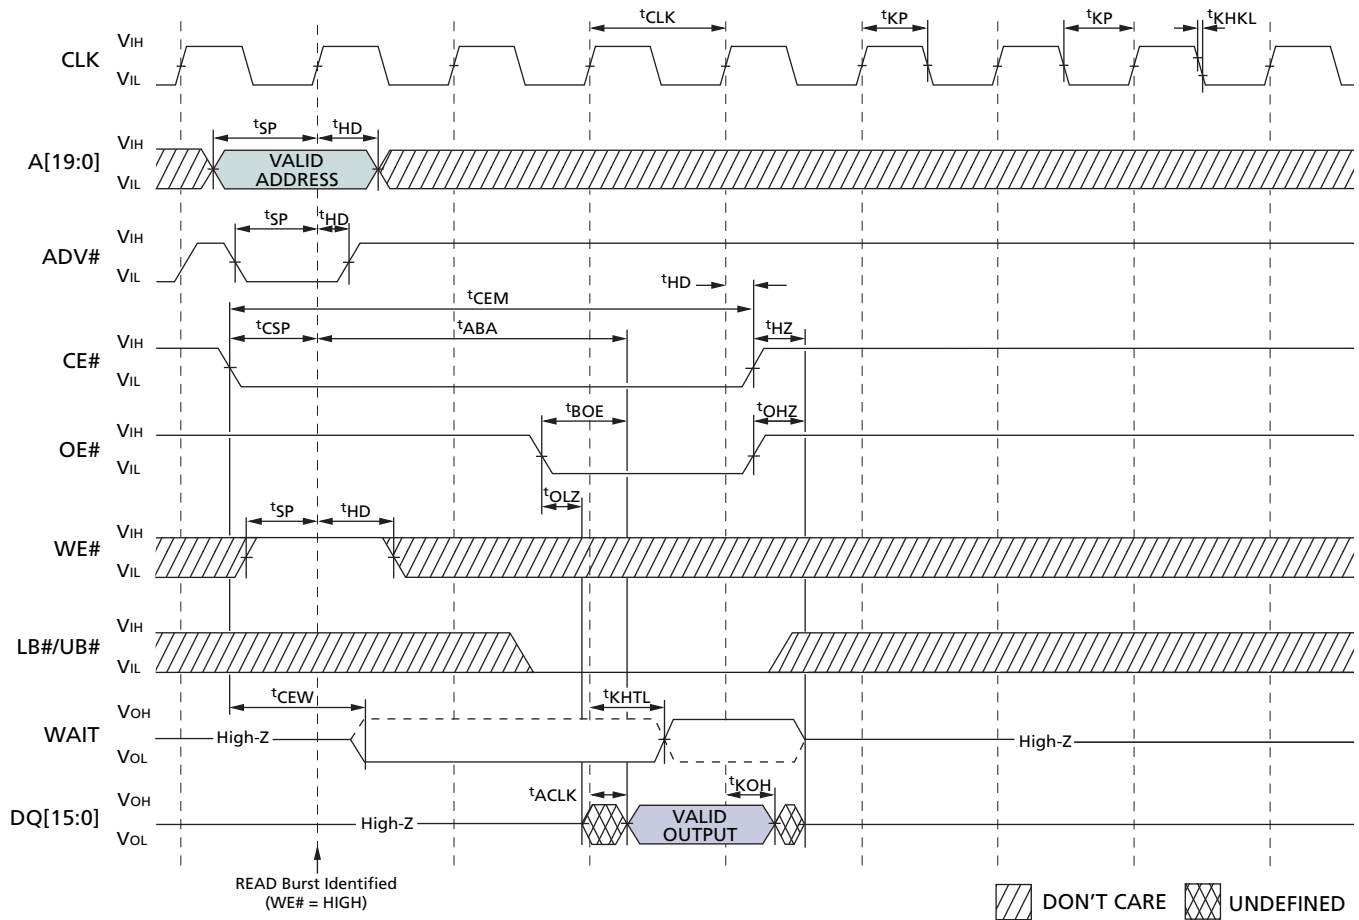 tCLK tKP tKP tKHKL
CLK VIH
VIL
tSP tHD
A[19:0] VIH
VIL
VALID
ADDRESS
tSP tHD
ADV# VIH
VIL
tHD
tCEM
tCSP tABA tHZ
CE# VIH
VIL
tBOE tOHZ
OE# VIH
VIL
tOLZ
tSP tHD
WE# VIH
VIL
LB#/UB# VIH
VIL
tCEW tKHTL
WAIT VOH
VOL
High-Z High-Z
tACLK tKOH
DQ[15:0] VOH
VOL
High-Z
VALID
OUTPUT
READ Burst Identified
(WE# = HIGH)
DON'T CARE UNDEFINED